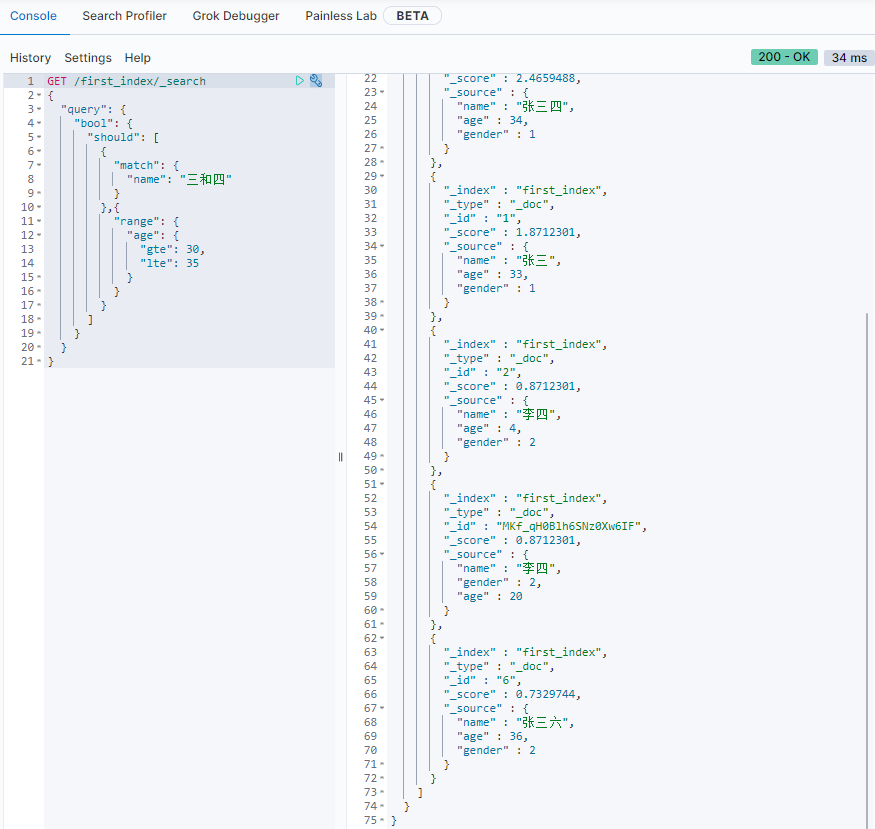 Console Search Profiler Grok Debugger Painless Lab BETA
History Settings Help
200 - OK 34 ms
1 GET /first_index/_search
2 {
3 "query": {
4 "bool": {
5 "should": [
6 {
7 "match": {
8 "name": "三和四"
9 }
10 },{
11 "range": {
12 "age": {
13 "gte": 30,
14 "lte": 35
15 }
16 }
17 }
18 ]
19 }
20 }
21 }
22 "_score" : 2.4659488,
23 "_source" : {
24 "name" : "张三四",
25 "age" : 34,
26 "gender" : 1
27 }
28 },
29 {
30 "_index" : "first_index",
31 "_type" : "_doc",
32 "_id" : "1",
33 "_score" : 1.8712301,
34 "_source" : {
35 "name" : "张三",
36 "age" : 33,
37 "gender" : 1
38 }
39 },
40 {
41 "_index" : "first_index",
42 "_type" : "_doc",
43 "_id" : "2",
44 "_score" : 0.8712301,
45 "_source" : {
46 "name" : "李四",
47 "age" : 4,
48 "gender" : 2
49 }
50 },
51 {
52 "_index" : "first_index",
53 "_type" : "_doc",
54 "_id" : "MKf_qH0Blh6SNz0Xw6IF",
55 "_score" : 0.8712301,
56 "_source" : {
57 "name" : "李四",
58 "gender" : 2,
59 "age" : 20
60 }
61 },
62 {
63 "_index" : "first_index",
64 "_type" : "_doc",
65 "_id" : "6",
66 "_score" : 0.7329744,
67 "_source" : {
68 "name" : "张三六",
69 "age" : 36,
70 "gender" : 2
71 }
72 }
73 ]
74 }
75 }